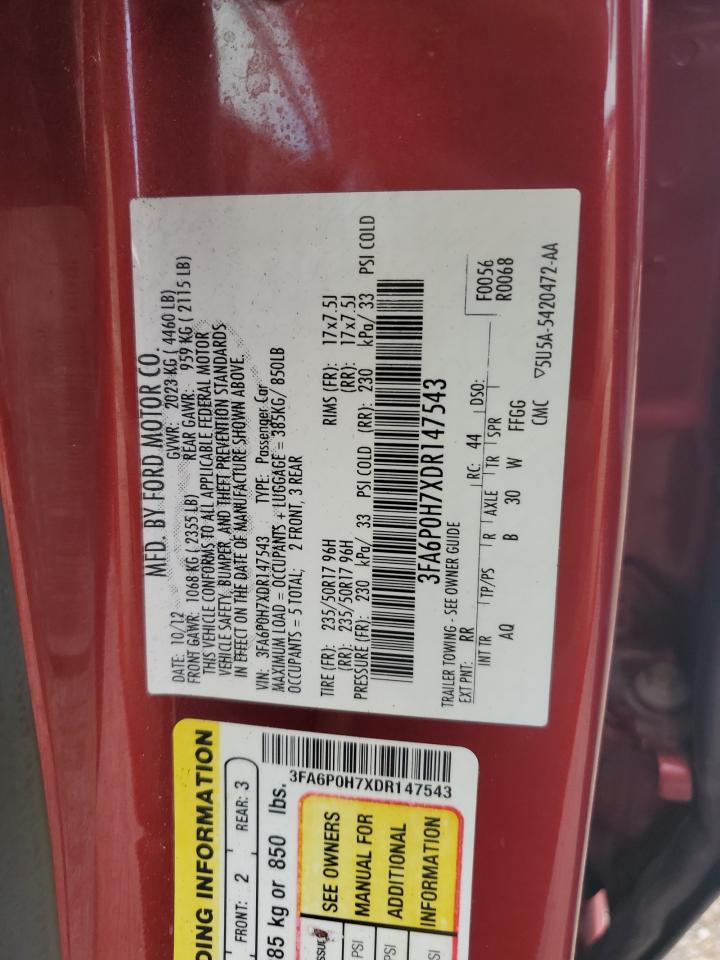 MFD. BY FORD MOTOR CO.
DATE: 10/12 GVWR: 2023 KG ( 4460 LB)
FRONT GAWR: 1068 KG ( 2355 LB) REAR GAWR: 959 KG ( 2115 LB)
THIS VEHICLE CONFORMS TO ALL APPLICABLE FEDERAL MOTOR
VEHICLE SAFETY, BUMPER, AND THEFT PREVENTION STANDARDS
IN EFFECT ON THE DATE OF MANUFACTURE SHOWN ABOVE.
VIN: 3FA6P0H7XDR147543 TYPE: Passenger Car
MAXIMUM LOAD = OCCUPANTS + LUGGAGE = 385KG/ 850LB
OCCUPANTS = 5 TOTAL; 2 FRONT, 3 REAR
TIRE (FR): 235/50R17 96H RIMS (FR): 17x7.5J
(RR): 235/50R17 96H (RR): 17x7.5J
PRESSURE (FR): 230 kPa/ 33 PSI COLD (RR): 230 kPa/ 33 PSI COLD
3FA6P0H7XDR147543
TRAILER TOWING - SEE OWNER GUIDE F0056
EXT PNT: RR RC: 44 DSO: R0068
INT TR TP/PS R AXLE TR SPR
AQ B 30 W FFGG
CMC ▽5U5A-5420472-AA
DING INFORMATION
FRONT: 2 REAR: 3
3FA6P0H7XDR147543
85 kg or 850 lbs.
SEE OWNERS
MANUAL FOR
ADDITIONAL
INFORMATION
PSI
PSI
SI